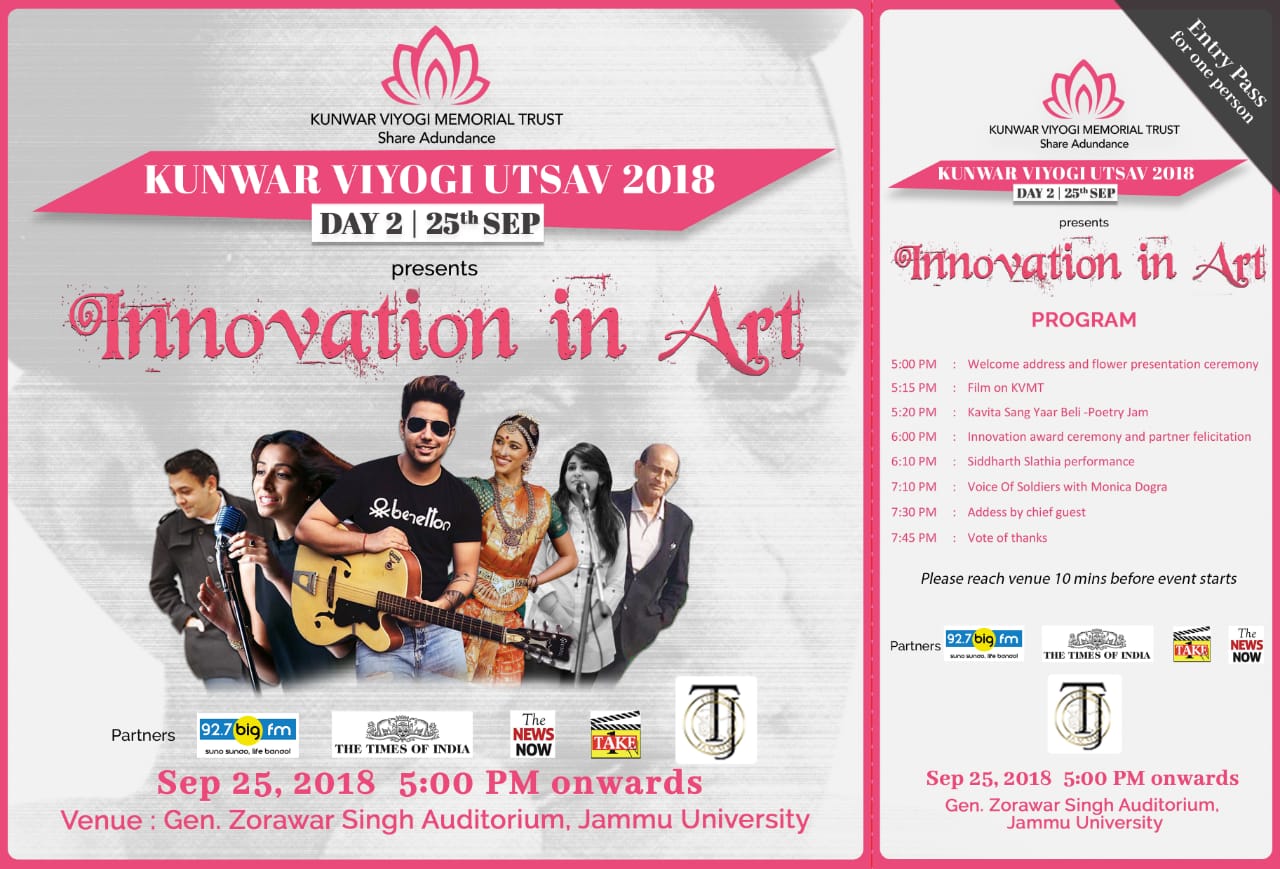 KUNWAR VIYOGI MEMORIAL TRUST
Share Adundance
KUNWAR VIYOGI UTSAV 2018
DAY 2 | 25th SEP
presents
Innovation in Art
benetton
Partners
92.7 big fm
suno sunao, life banao!
THE TIMES OF INDIA
The
NEWS
NOW
TAKE 1
Sep 25, 2018 5:00 PM onwards
Venue : Gen. Zorawar Singh Auditorium, Jammu University
Entry Pass
for one person
KUNWAR VIYOGI MEMORIAL TRUST
Share Adundance
KUNWAR VIYOGI UTSAV 2018
DAY 2 | 25th SEP
presents
Innovation in Art
PROGRAM
5:00 PM : Welcome address and flower presentation ceremony
5:15 PM : Film on KVMT
5:20 PM : Kavita Sang Yaar Beli -Poetry Jam
6:00 PM : Innovation award ceremony and partner felicitation
6:10 PM : Siddharth Slathia performance
7:10 PM : Voice Of Soldiers with Monica Dogra
7:30 PM : Addess by chief guest
7:45 PM : Vote of thanks
Please reach venue 10 mins before event starts
Partners
92.7 big fm
suno sunao, life banao!
THE TIMES OF INDIA
TAKE 1
The
NEWS
NOW
Sep 25, 2018 5:00 PM onwards
Gen. Zorawar Singh Auditorium,
Jammu University